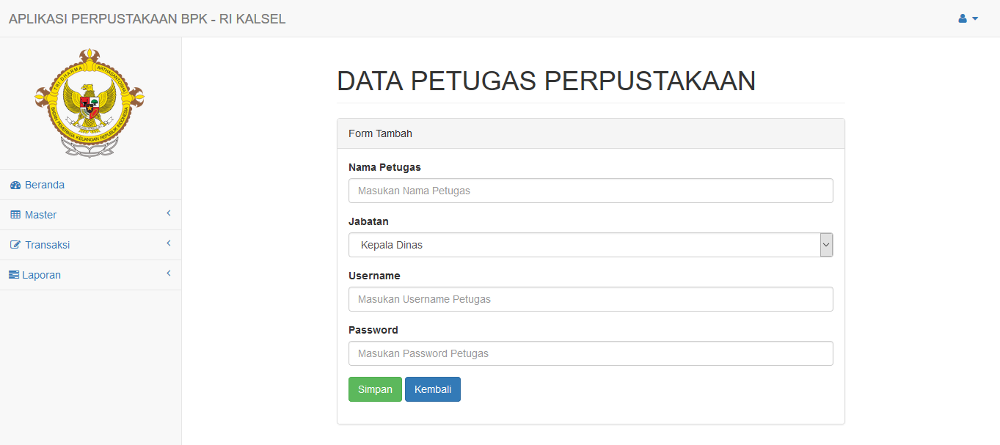 APLIKASI PERPUSTAKAAN BPK - RI KALSEL
TRI DHARMA ARTHASANTOSHA
BADAN PEMERIKSA KEUANGAN REPUBLIK INDONESIA
Beranda
Master
Transaksi
Laporan
DATA PETUGAS PERPUSTAKAAN
Form Tambah
Nama Petugas
Masukan Nama Petugas
Jabatan
Kepala Dinas
Username
Masukan Username Petugas
Password
Masukan Password Petugas
Simpan Kembali